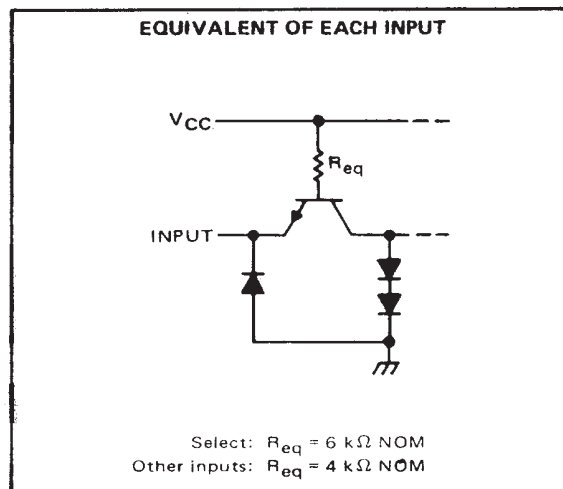 EQUIVALENT OF EACH INPUT
VCC
Req
INPUT
Select: Req = 6 kΩ NOM
Other inputs: Req = 4 kΩ NOM